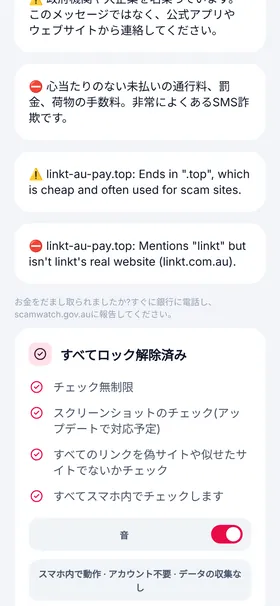 ⚠️ 政府機関や大企業を名乗っています。
このメッセージではなく、公式アプリや
ウェブサイトから連絡してください。
⛔ 心当たりのない未払いの通行料、罰
金、荷物の手数料。非常によくあるSMS詐
欺です。
⚠️ linkt-au-pay.top: Ends in ".top", which
is cheap and often used for scam sites.
⛔ linkt-au-pay.top: Mentions "linkt" but
isn't linkt's real website (linkt.com.au).
お金をだまし取られましたか?すぐに銀行に電話し、
scamwatch.gov.auに報告してください。
すべてロック解除済み
チェック無制限
スクリーンショットのチェック(アッ
プデートで対応予定)
すべてのリンクを偽サイトや似せたサ
イトでないかチェック
すべてスマホ内でチェックします
音
スマホ内で動作・アカウント不要・データの収集な
し